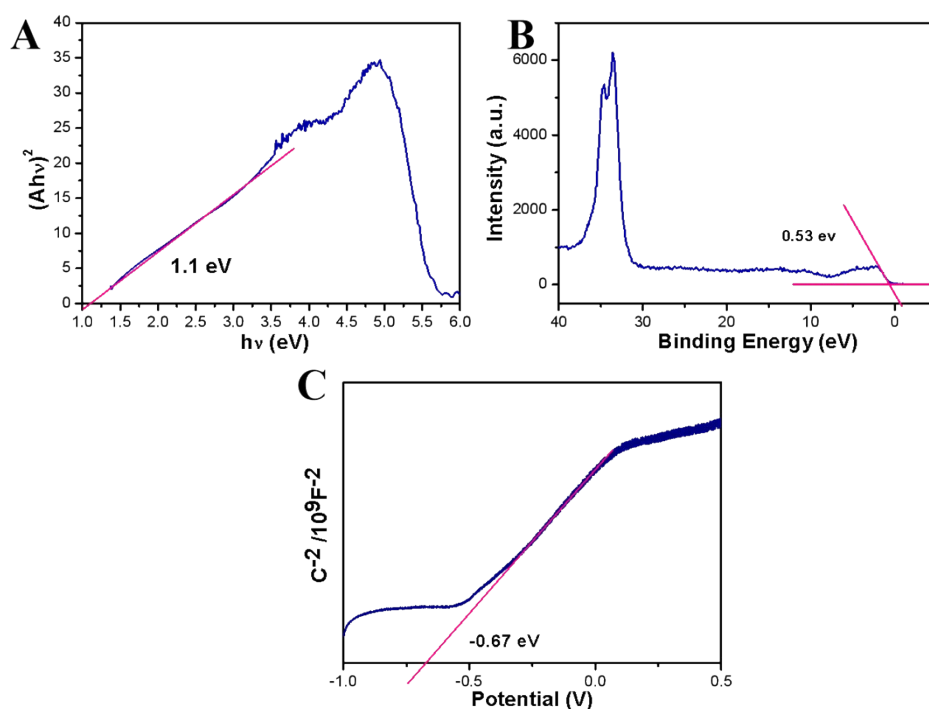 A
(Ahν)²
40
35
30
25
20
15
10
5
0
1.1 eV
1.0 1.5 2.0 2.5 3.0 3.5 4.0 4.5 5.0 5.5 6.0
hν (eV)
B
Intensity (a.u.)
6000
4000
2000
0
0.53 ev
40 30 20 10 0
Binding Energy (eV)
C
C⁻² /10⁹F⁻²
-0.67 eV
-1.0 -0.5 0.0 0.5
Potential (V)